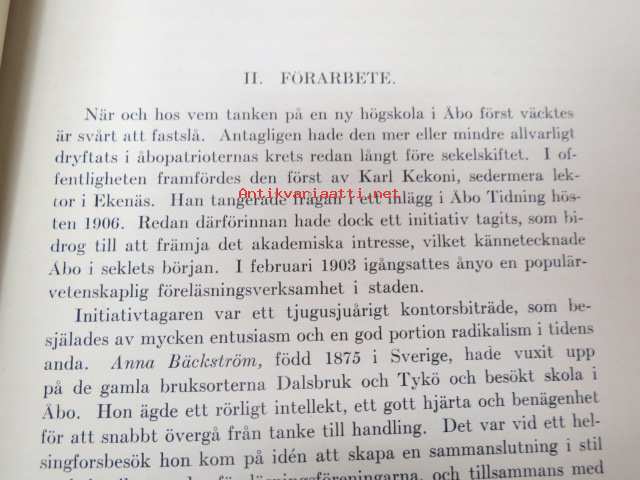 II. FÖRARBETE.
När och hos vem tanken på en ny högskola i Åbo först väcktes
är svårt att fastslå. Antagligen hade den mer eller mindre allvarligt
dryftats i åbopatrioternas krets redan långt före sekelskiftet. I of-
fentligheten framfördes den först av Karl Kekoni, sedermera lek-
tor i Ekenäs. Han tangerade frågan i ett inlägg i Åbo Tidning hös-
Antikvariaatti.net
ten 1906. Redan därförinnan hade dock ett initiativ tagits, som bi-
drog till att främja det akademiska intresse, vilket kännetecknade
Åbo i seklets början. I februari 1903 igångsattes ånyo en populär-
vetenskaplig föreläsningsverksamhet i staden.
Initiativtagaren var ett tjugusjuårigt kontorsbiträde, som be-
själades av mycken entusiasm och en god portion radikalism i tidens
anda. Anna Bäckström, född 1875 i Sverige, hade vuxit upp
på de gamla bruksorterna Dalsbruk och Tykö och besökt skola i
Åbo. Hon ägde ett rörligt intellekt, ett gott hjärta och benägenhet
för att snabbt övergå från tanke till handling. Det var vid ett hel-
singforsbesök hon kom på idén att skapa en sammanslutning i stil
och tillsammans med